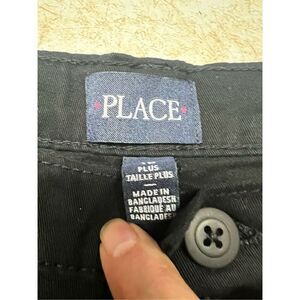 PLACE
PLUS
TAILLE PLUS
MADE IN
BANGLADESH
FABRIQUÉ AU
BANGLADESH